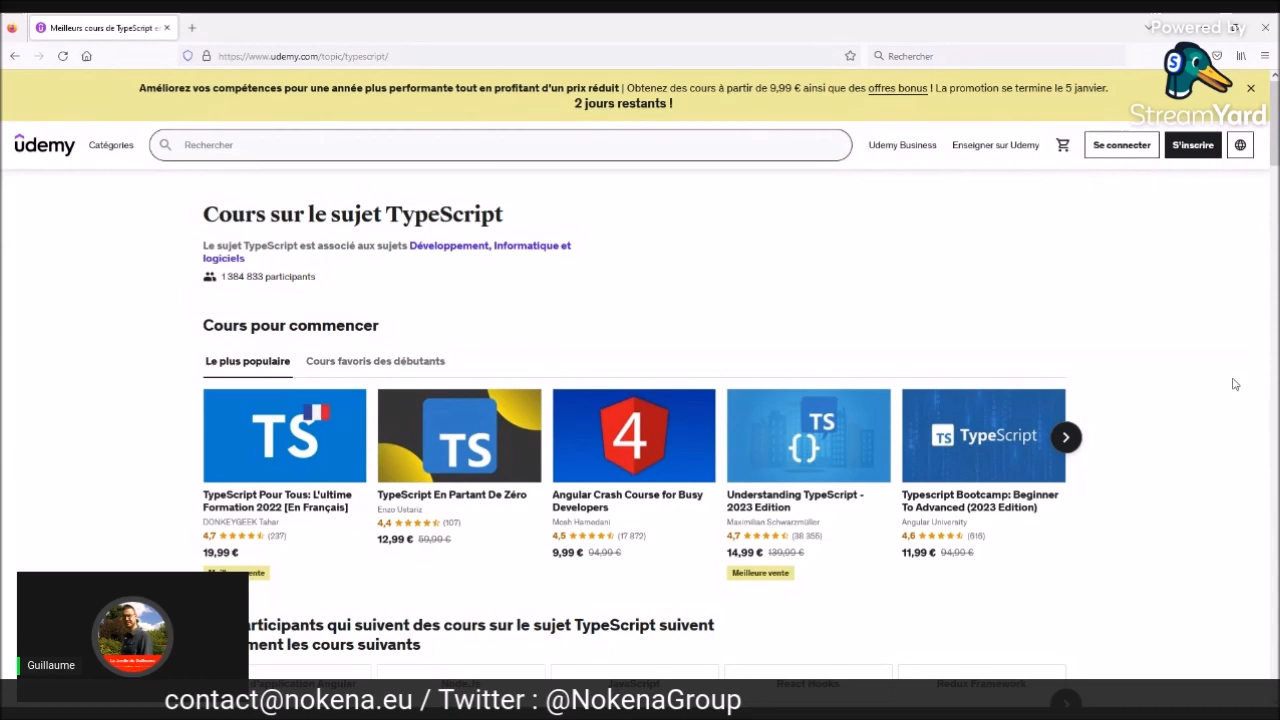 Meilleurs cours de TypeScript e
Powered by
https://www.udemy.com/topic/typescript/
Rechercher
StreamYard
Améliorez vos compétences pour une année plus performante tout en profitant d'un prix réduit | Obtenez des cours à partir de 9,99 € ainsi que des offres bonus ! La promotion se termine le 5 janvier.
2 jours restants !
udemy
Catégories
Rechercher
Udemy Business
Enseigner sur Udemy
Se connecter
S'inscrire
Cours sur le sujet TypeScript
Le sujet TypeScript est associé aux sujets Développement, Informatique et
logiciels
1 384 833 participants
Cours pour commencer
Le plus populaire
Cours favoris des débutants
TS
TS
4
TS
{}
TS TypeScript
TypeScript Pour Tous: L'ultime
Formation 2022 [En Français]
DONKEYGEEK Tahar
4,7 (237)
19,99 €
TypeScript En Partant De Zéro
Enzo Ustariz
4,4 (107)
12,99 € 59,99 €
Angular Crash Course for Busy
Developers
Mosh Hamedani
4,5 (17 872)
9,99 € 94,99 €
Understanding TypeScript -
2023 Edition
Maximilian Schwarzmüller
4,7 (38 355)
14,99 € 139,99 €
Meilleure vente
Typescript Bootcamp: Beginner
To Advanced (2023 Edition)
Angular University
4,6 (616)
11,99 € 94,99 €
articipants qui suivent des cours sur le sujet TypeScript suivent
ment les cours suivants
d'application Angular
Node.Js
JavaScript
React Hooks
Redux Framework
Guillaume
contact@nokena.eu / Twitter : @NokenaGroup